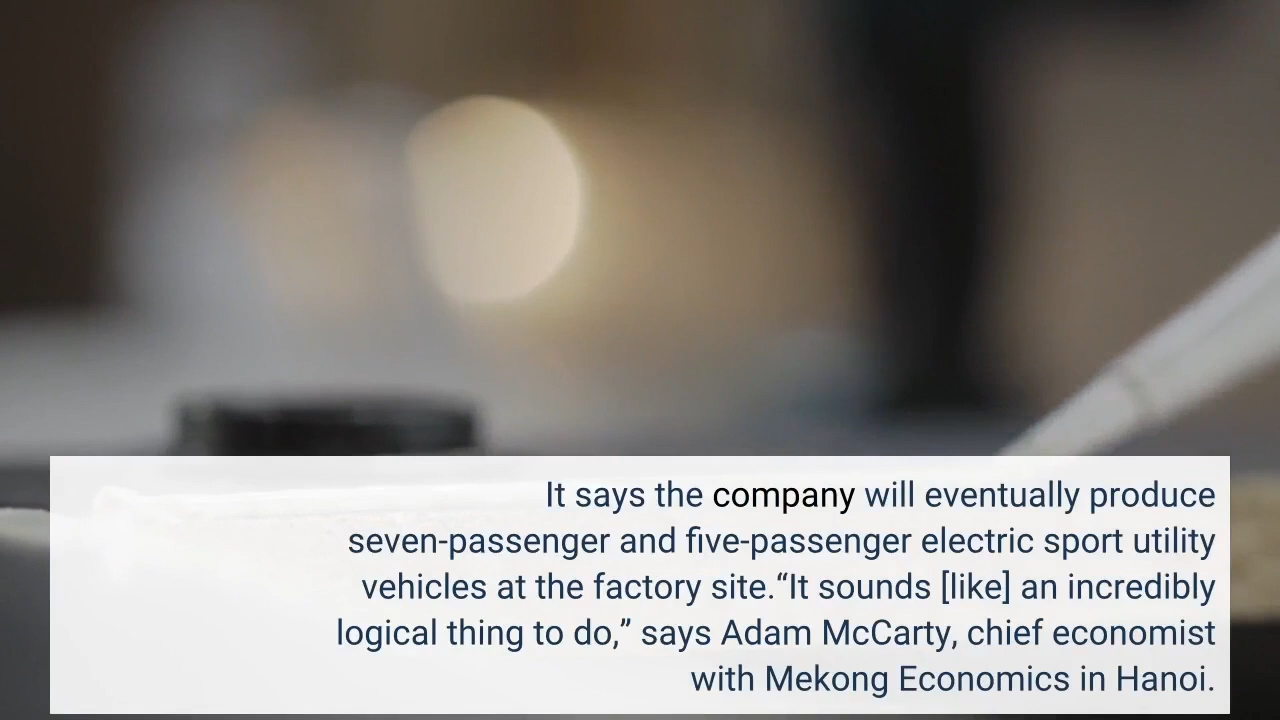 It says the company will eventually produce
seven-passenger and five-passenger electric sport utility
vehicles at the factory site.“It sounds [like] an incredibly
logical thing to do,” says Adam McCarty, chief economist
with Mekong Economics in Hanoi.